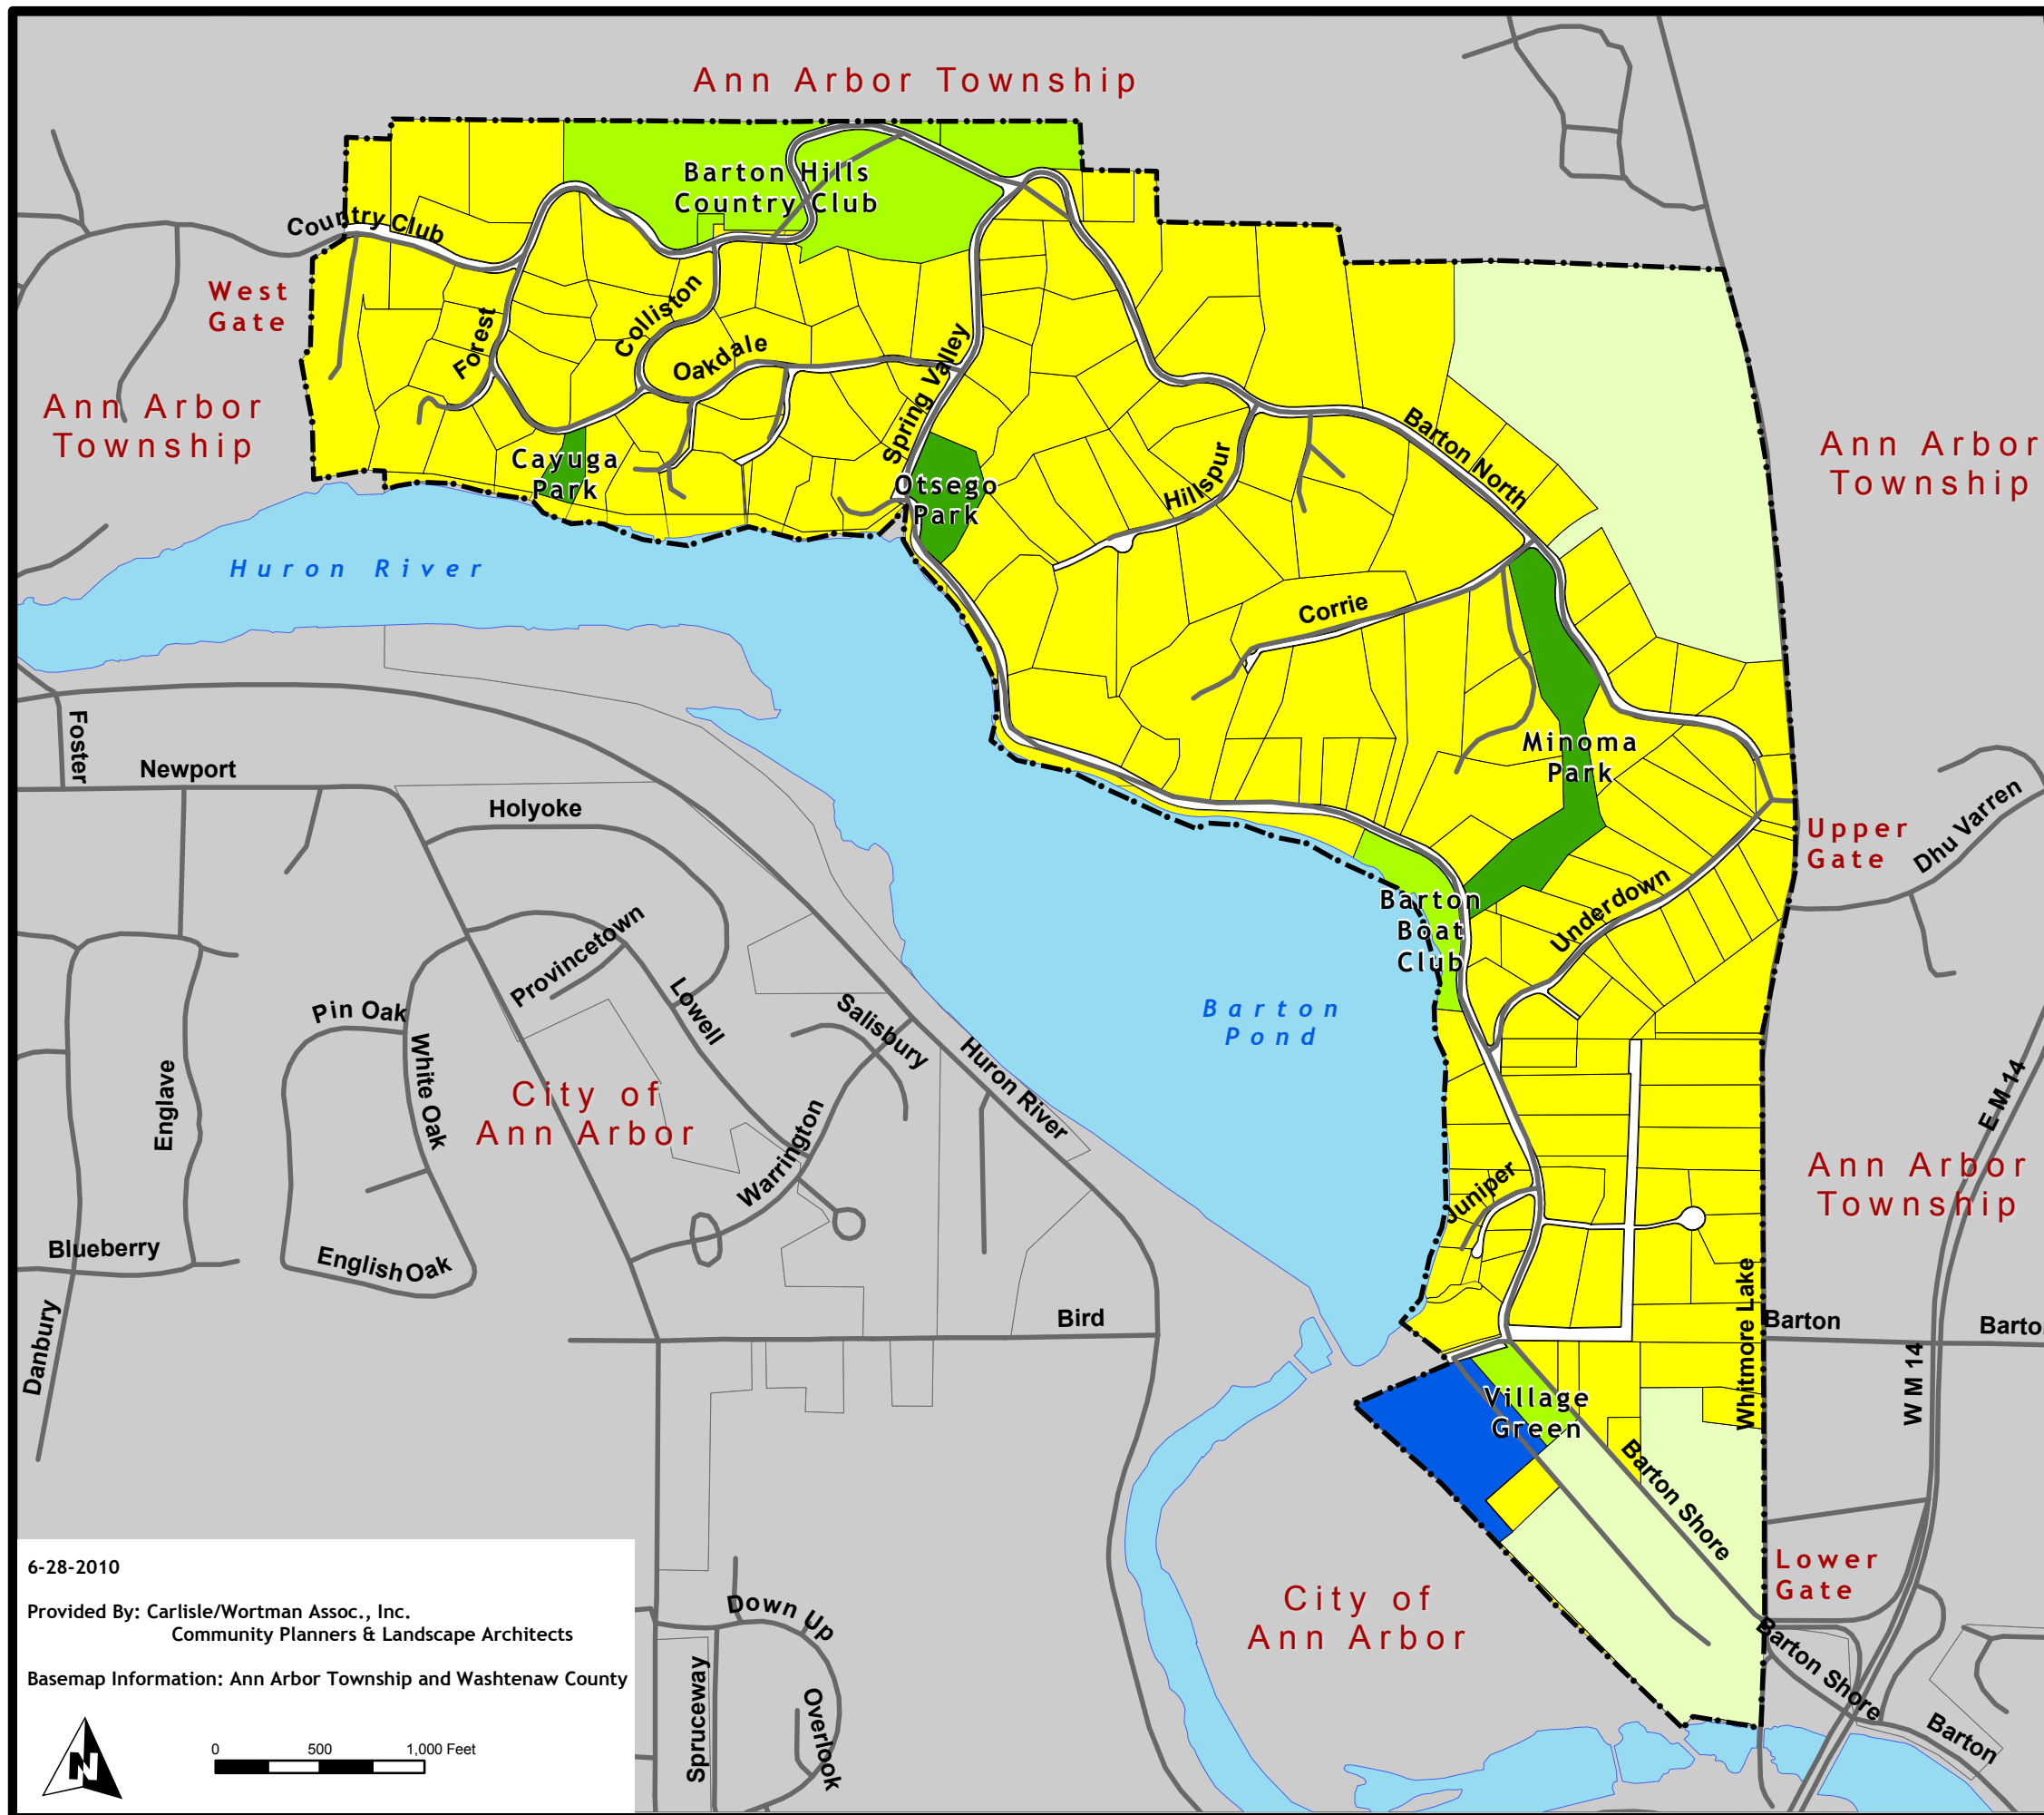 Ann Arbor Township
Barton Hills
Country Club
Country Club
West
Gate
Colliston
Forest
Oakdale
Spring Valley
Ann Arbor
Township
Barton North
Ann Arbor
Township
Cayuga
Park
Otsego
Park
Hillspur
Huron River
Corrie
Foster
Newport
Minoma
Park
Holyoke
Upper
Gate
Dhu Varren
Barton
Boat
Club
Underdown
Provincetown
Lowell
Pin Oak
White Oak
Salisbury
Barton
Pond
Huron River
Englave
City of
Ann Arbor
Warrington
E M 14
Ann Arbor
Township
Juniper
Blueberry
English Oak
Danbury
Bird
Whitmore Lake
Barton
Barto
W M 14
Village
Green
Barton Shore
6-28-2010
Provided By: Carlisle/Wortman Assoc., Inc.
Community Planners & Landscape Architects
Basemap Information: Ann Arbor Township and Washtenaw County
N
0 500 1,000 Feet
Down Up
Spruceway
Overlook
City of
Ann Arbor
Lower
Gate
Barton Shore
Barton